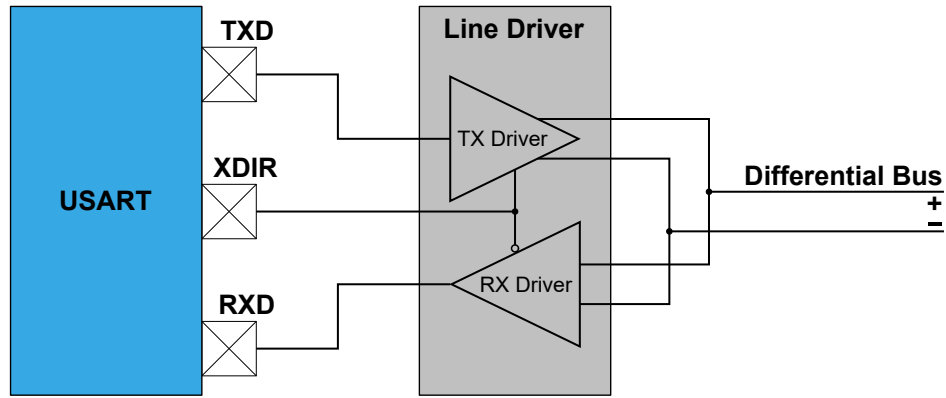 TXD
Line Driver
TX Driver
XDIR
USART
Differential Bus
+
−
RX Driver
RXD